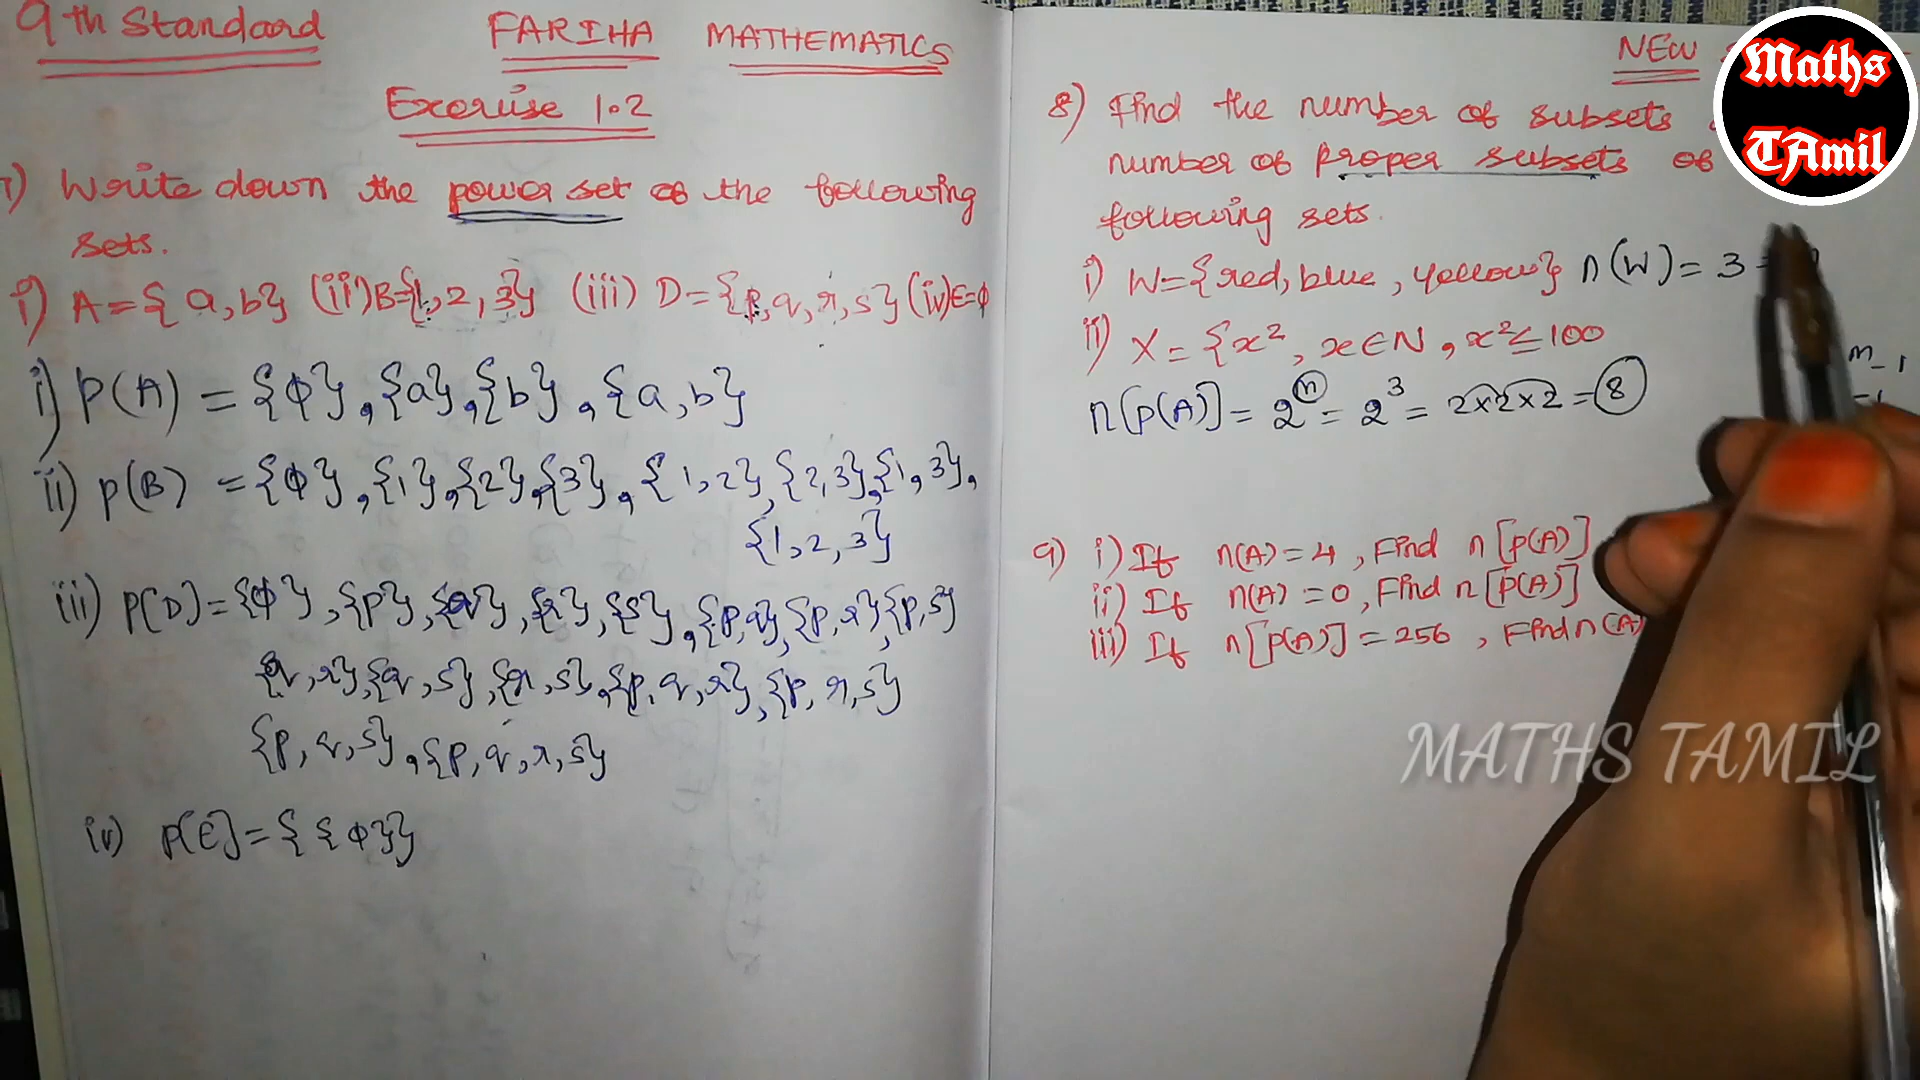 9th Standard FARIHA MATHEMATICS
Exercise 1.2
7) Write down the power set of the following
sets.
i) A = {a, b} (ii) B = {1, 2, 3} (iii) D = {p, q, r, s} (iv) E = ϕ
i) P(A) = {ϕ}, {a}, {b}, {a, b}
ii) P(B) = {ϕ}, {1}, {2}, {3}, {1, 2}, {2, 3}, {1, 3},
{1, 2, 3}
iii) P[D] = {ϕ}, {p}, {q}, {r}, {s}, {p, q}, {p, r}, {p, s}
{q, r}, {q, s}, {r, s}, {p, q, r}, {p, r, s}
{p, q, s}, {p, q, r, s}
iv) P[E] = { {ϕ}}
NEW
8) Find the number of subsets
number of proper subsets of
following sets.
i) W = {red, blue, yellow} n(W) = 3
ii) X = {x², x ∈ N, x² ≤ 100
n[P(A)] = 2ⁿ = 2³ = 2×2×2 = 8
m - 1
9) i) If n(A) = 4, Find n[P(A)]
ii) If n(A) = 0, Find n[P(A)]
iii) If n[P(A)] = 256, Find n(A)
Maths
TAmil
MATHS TAMIL